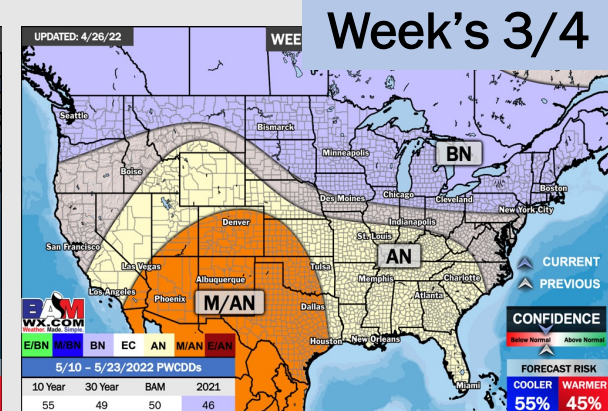 Week's 3/4
UPDATED: 4/26/22
WEE
Seattle
Bismarck
Minneapolis
BN
Boise
Boston
Des Moines
Chicago
Cleveland
New York City
Denver
Indianapolis
San Francisco
St. Louis
AN
CURRENT
Las Vegas
Tulsa
Albuquerque
Memphis
Charlotte
PREVIOUS
Los Angeles
Phoenix
M/AN
Dallas
Atlanta
BAM
WX.COM
Weather. Made. Simple.
CONFIDENCE
Below Normal Above Normal
Houston
New Orleans
E/BN M/BN BN EC AN M/AN E/AN
5/10 – 5/23/2022 PWCDDs
FORECAST RISK
10 Year 30 Year BAM 2021
Miami
COOLER WARMER
55 49 50 46
55% 45%